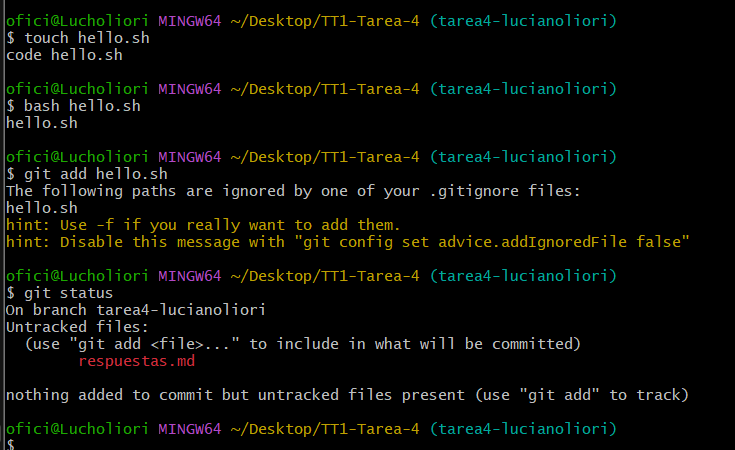 ofici@Lucholiori MINGW64 ~/Desktop/TT1-Tarea-4 (tarea4-lucianoliori)
$ touch hello.sh
code hello.sh
ofici@Lucholiori MINGW64 ~/Desktop/TT1-Tarea-4 (tarea4-lucianoliori)
$ bash hello.sh
hello.sh
ofici@Lucholiori MINGW64 ~/Desktop/TT1-Tarea-4 (tarea4-lucianoliori)
$ git add hello.sh
The following paths are ignored by one of your .gitignore files:
hello.sh
hint: Use -f if you really want to add them.
hint: Disable this message with "git config set advice.addIgnoredFile false"
ofici@Lucholiori MINGW64 ~/Desktop/TT1-Tarea-4 (tarea4-lucianoliori)
$ git status
On branch tarea4-lucianoliori
Untracked files:
  (use "git add <file>..." to include in what will be committed)
        respuestas.md
nothing added to commit but untracked files present (use "git add" to track)
ofici@Lucholiori MINGW64 ~/Desktop/TT1-Tarea-4 (tarea4-lucianoliori)
$